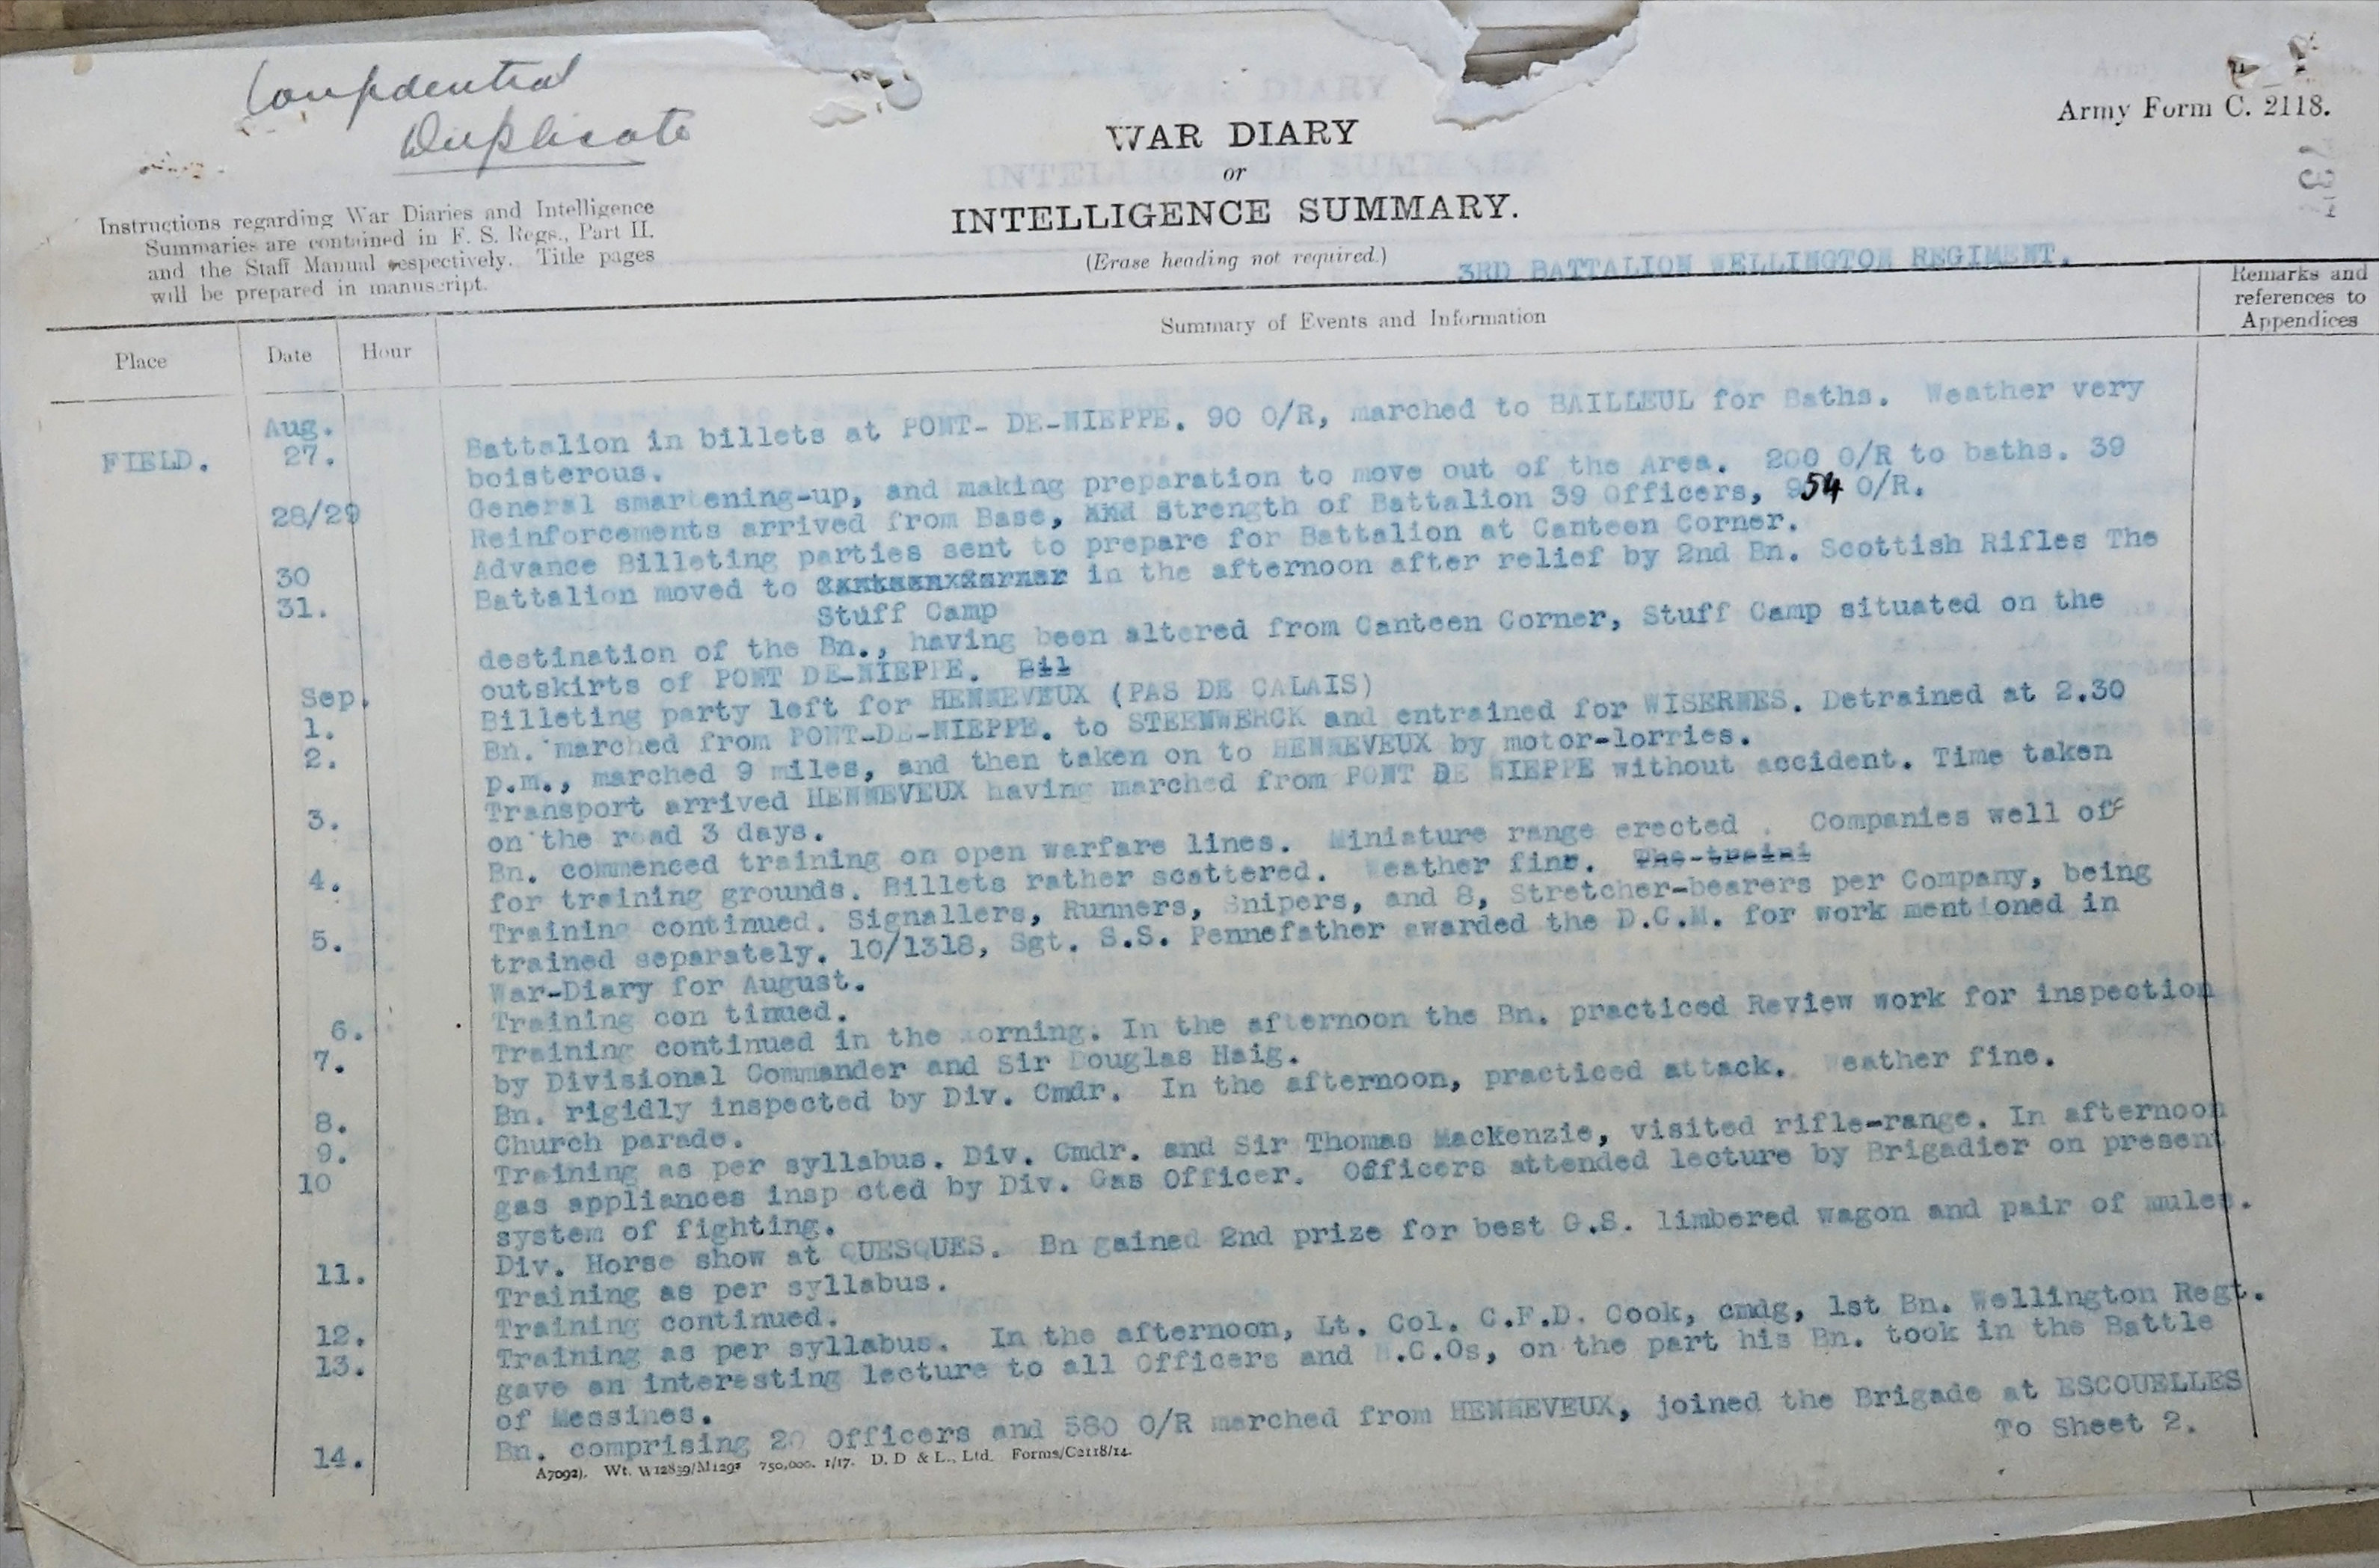 Confidential
Duplicate
Army Form C. 2118.
WAR DIARY
or
INTELLIGENCE SUMMARY.
(Erase heading not required.)
Instructions regarding War Diaries and Intelligence
Summaries are contained in F. S. Regs., Part II.
and the Staff Manual respectively. Title pages
will be prepared in manuscript.
3RD BATTALION WELLINGTON REGIMENT.
Place Date Hour Summary of Events and Information Remarks and
references to
Appendices
Aug.
FIELD. 27. Battalion in billets at PONT- DE-NIEPPE. 90 O/R, marched to BAILLEUL for Baths. Weather very
boisterous.
28/29 General smartening-up, and making preparation to move out of the Area. 200 O/R to baths. 39
Reinforcements arrived from Base, and Strength of Battalion 39 Officers, 954 O/R.
30 Advance Billeting parties sent to prepare for Battalion at Canteen Corner.
31. Battalion moved to Canteen Corner in the afternoon after relief by 2nd Bn. Scottish Rifles The
Stuff Camp
destination of the Bn., having been altered from Canteen Corner, Stuff Camp situated on the
outskirts of PONT DE-NIEPPE. Bil
Sep.
1. Billeting party left for HENNEVEUX (PAS DE CALAIS)
2. Bn. marched from PONT-DE-NIEPPE. to STEENWERCK and entrained for WISERNES. Detrained at 2.30
p.m., marched 9 miles, and then taken on to HENNEVEUX by motor-lorries.
3. Transport arrived HENNEVEUX having marched from PONT DE NIEPPE without accident. Time taken
on the road 3 days.
4. Bn. commenced training on open warfare lines. Miniature range erected . Companies well off
for training grounds. Billets rather scattered. Weather fine. The traini
5. Training continued. Signallers, Runners, Snipers, and 8, Stretcher-bearers per Company, being
trained separately. 10/1318, Sgt. S.S. Pennefather awarded the D.C.M. for work mentioned in
War-Diary for August.
6. Training con tinued.
7. Training continued in the morning. In the afternoon the Bn. practiced Review work for inspection
by Divisional Commander and Sir Douglas Haig.
8. Bn. rigidly inspected by Div. Cmdr. In the afternoon, practiced attack. Weather fine.
9. Church parade.
10 Training as per syllabus. Div. Cmdr. and Sir Thomas MacKenzie, visited rifle-range. In afternoon
gas appliances inspected by Div. Gas Officer. Officers attended lecture by Brigadier on present
system of fighting.
11. Div. Horse show at QUESQUES. Bn gained 2nd prize for best G.S. limbered wagon and pair of mules.
Training as per syllabus.
12. Training continued.
13. Training as per syllabus. In the afternoon, Lt. Col. C.F.D. Cook, cmdg, 1st Bn. Wellington Regt.
gave an interesting lecture to all Officers and N.C.Os, on the part his Bn. took in the Battle
of Messines.
14. Bn. comprising 20 Officers and 580 O/R marched from HENNEVEUX, joined the Brigade at ESCOUELLES
To Sheet 2.
A7092). Wt. W12839/M1293 750,000. 1/17. D. D & L., Ltd. Forms/C2118/14.